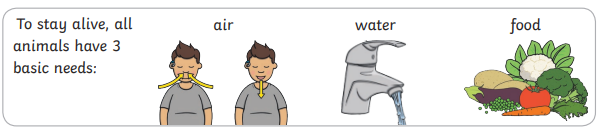 To stay alive, all
animals have 3
basic needs:
air
water
food